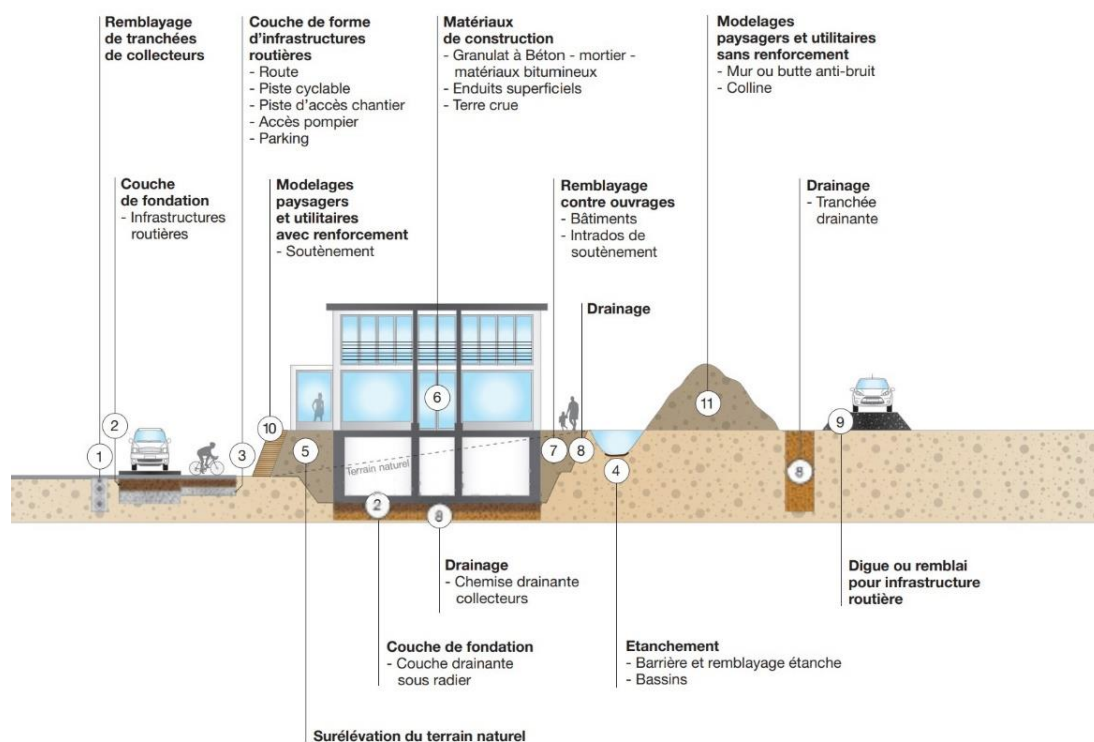 Remblayage
de tranchées
de collecteurs
Couche de forme
d'infrastructures
routières
- Route
- Piste cyclable
- Piste d'accès chantier
- Accès pompier
- Parking
Matériaux
de construction
- Granulat à Béton - mortier -
matériaux bitumineux
- Enduits superficiels
- Terre crue
Modelages
paysagers et utilitaires
sans renforcement
- Mur ou butte anti-bruit
- Colline
Couche
de fondation
- Infrastructures
routières
Modelages
paysagers
et utilitaires
avec renforcement
- Soutènement
Remblayage
contre ouvrages
- Bâtiments
- Intrados de
soutènement
Drainage
- Tranchée
drainante
Drainage
6
11
2
10
9
1
3
5
Terrain naturel
7
8
4
8
2
8
Drainage
- Chemise drainante
collecteurs
Digue ou remblai
pour infrastructure
routière
Couche de fondation
- Couche drainante
sous radier
Etanchement
- Barrière et remblayage étanche
- Bassins
Surélévation du terrain naturel